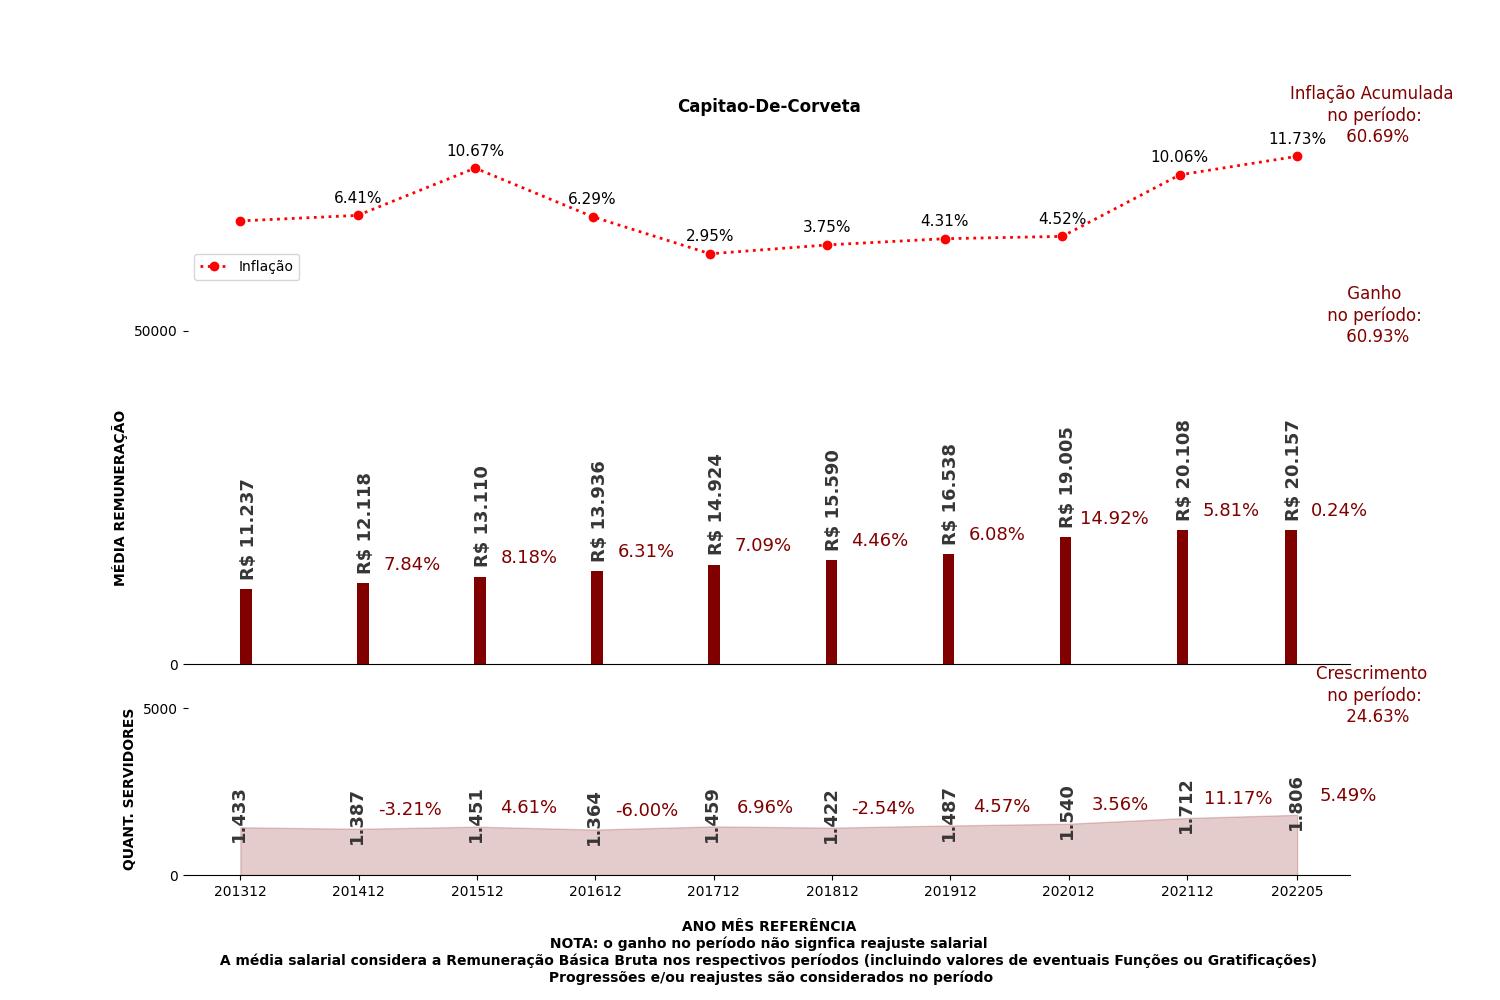 Capitao-De-Corveta
Inflação Acumulada
no período:
60.69%
6.41%
10.67%
6.29%
2.95%
3.75%
4.31%
4.52%
10.06%
11.73%
Inflação
Ganho
no período:
60.93%
MÉDIA REMUNERAÇÃO
50000
0
R$ 11.237
R$ 12.118
R$ 13.110
R$ 13.936
R$ 14.924
R$ 15.590
R$ 16.538
R$ 19.005
R$ 20.108
R$ 20.157
7.84%
8.18%
6.31%
7.09%
4.46%
6.08%
14.92%
5.81%
0.24%
Crescrimento
no período:
24.63%
QUANT. SERVIDORES
5000
0
1.433
1.387
1.451
1.364
1.459
1.422
1.487
1.540
1.712
1.806
-3.21%
4.61%
-6.00%
6.96%
-2.54%
4.57%
3.56%
11.17%
5.49%
201312
201412
201512
201612
201712
201812
201912
202012
202112
202205
ANO MÊS REFERÊNCIA
NOTA: o ganho no período não signfica reajuste salarial
A média salarial considera a Remuneração Básica Bruta nos respectivos períodos (incluindo valores de eventuais Funções ou Gratificações)
Progressões e/ou reajustes são considerados no período